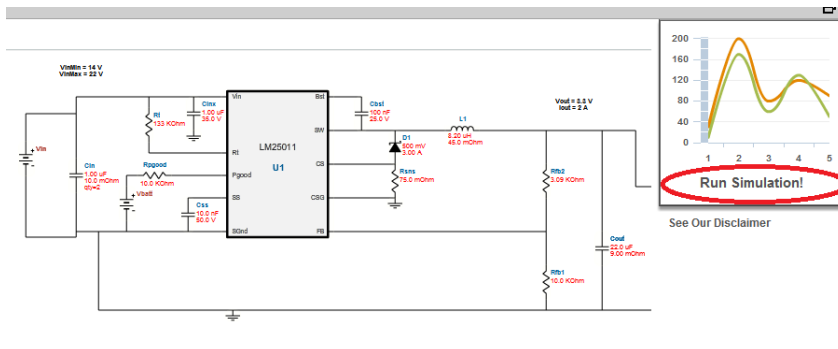 VinMin = 14 V
VinMax = 22 V
Vin
Cin
1.00 uF
10.0 mOhm
qty=2
Rt
133 KOhm
Cinx
1.00 uF
35.0 V
Rpgood
10.0 KOhm
Vbatt
Css
10.0 nF
50.0 V
Vin
Rt
Pgood
SS
SGnd
LM25011
U1
Bst
SW
CS
CSG
FB
Cbst
100 nF
25.0 V
D1
500 mV
3.00 A
Rsns
75.0 mOhm
L1
8.20 uH
45.0 mOhm
Iout = 2 A
Rfb2
3.09 KOhm
Rfb1
10.0 KOhm
Cout
22.0 uF
9.00 mOhm
200
160
120
80
40
0
1 2 3 4 5
Run Simulation!
See Our Disclaimer